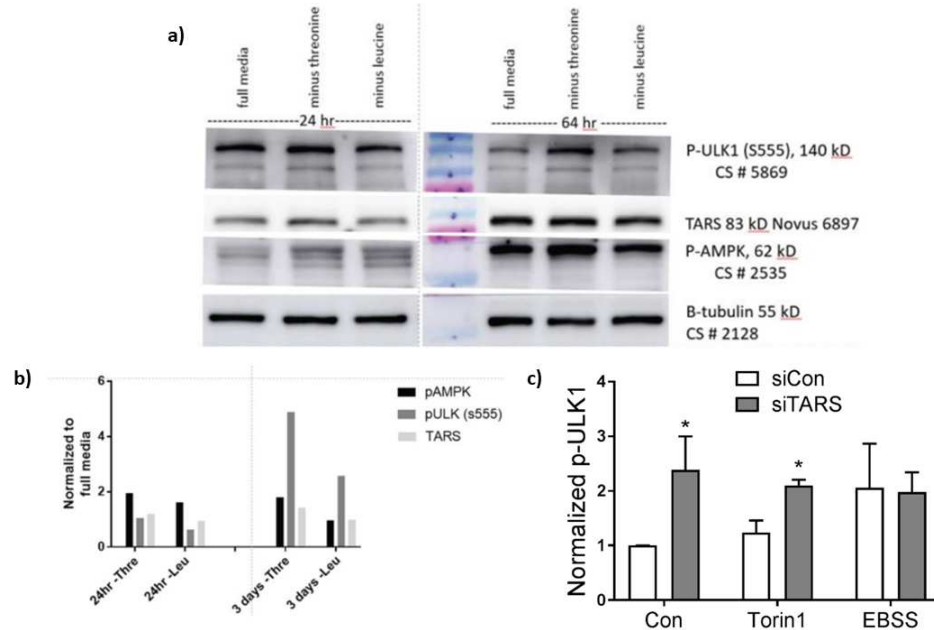 a)
full media
minus threonine
minus leucine
full media
minus threonine
minus leucine
------------------24 hr------------------
------------------64 hr------------------
P-ULK1 (S555), 140 kD
CS # 5869
TARS 83 kD Novus 6897
P-AMPK, 62 kD
CS # 2535
B-tubulin 55 kD
CS # 2128
b)
Normalized to
full media
6
4
2
0
pAMPK
pULK (s555)
TARS
24hr -Thre
24hr -Leu
3 days -Thre
3 days -Leu
c)
Normalized p-ULK1
4
3
2
1
0
siCon
siTARS
*
*
Con
Torin1
EBSS